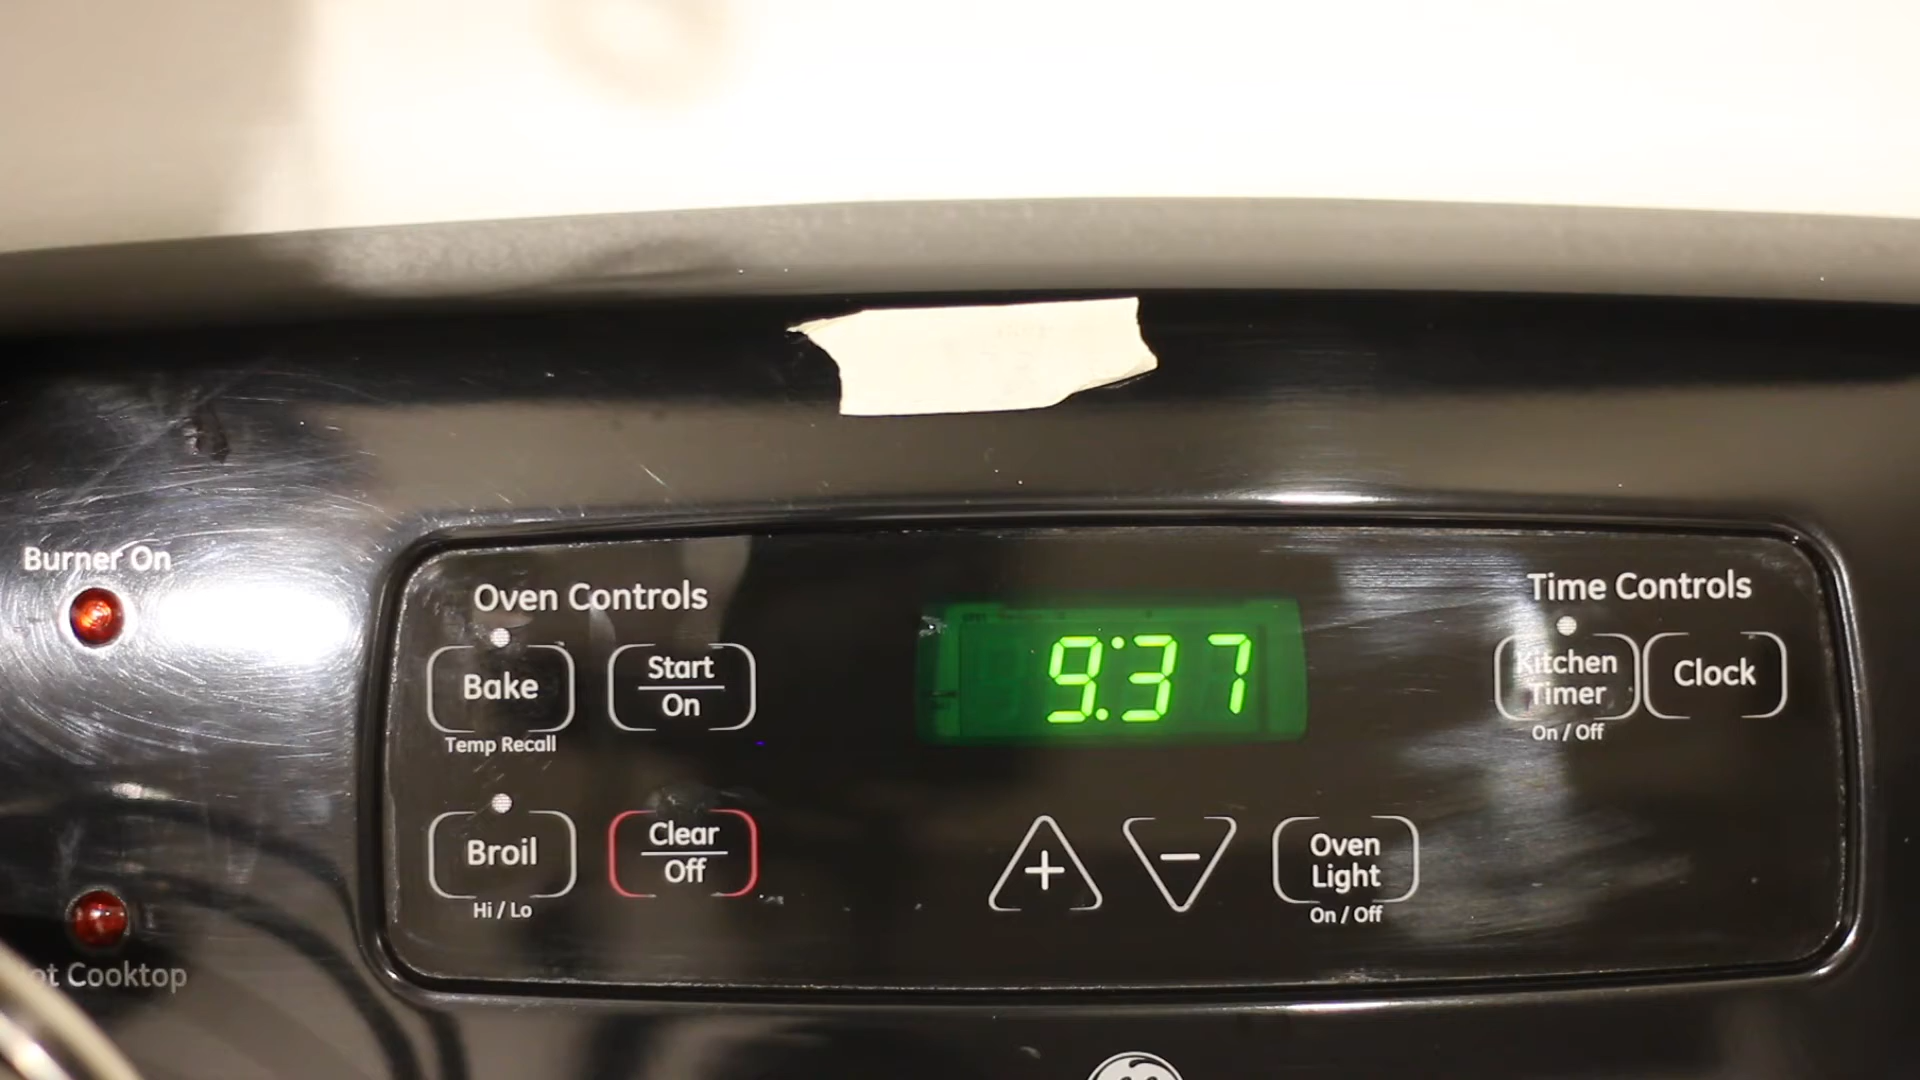 Burner On
Oven Controls
Time Controls
Bake
Temp Recall
Start
On
9:37
Kitchen
Timer
On / Off
Clock
Broil
Hi / Lo
Clear
Off
+
−
Oven
Light
On / Off
Cooktop